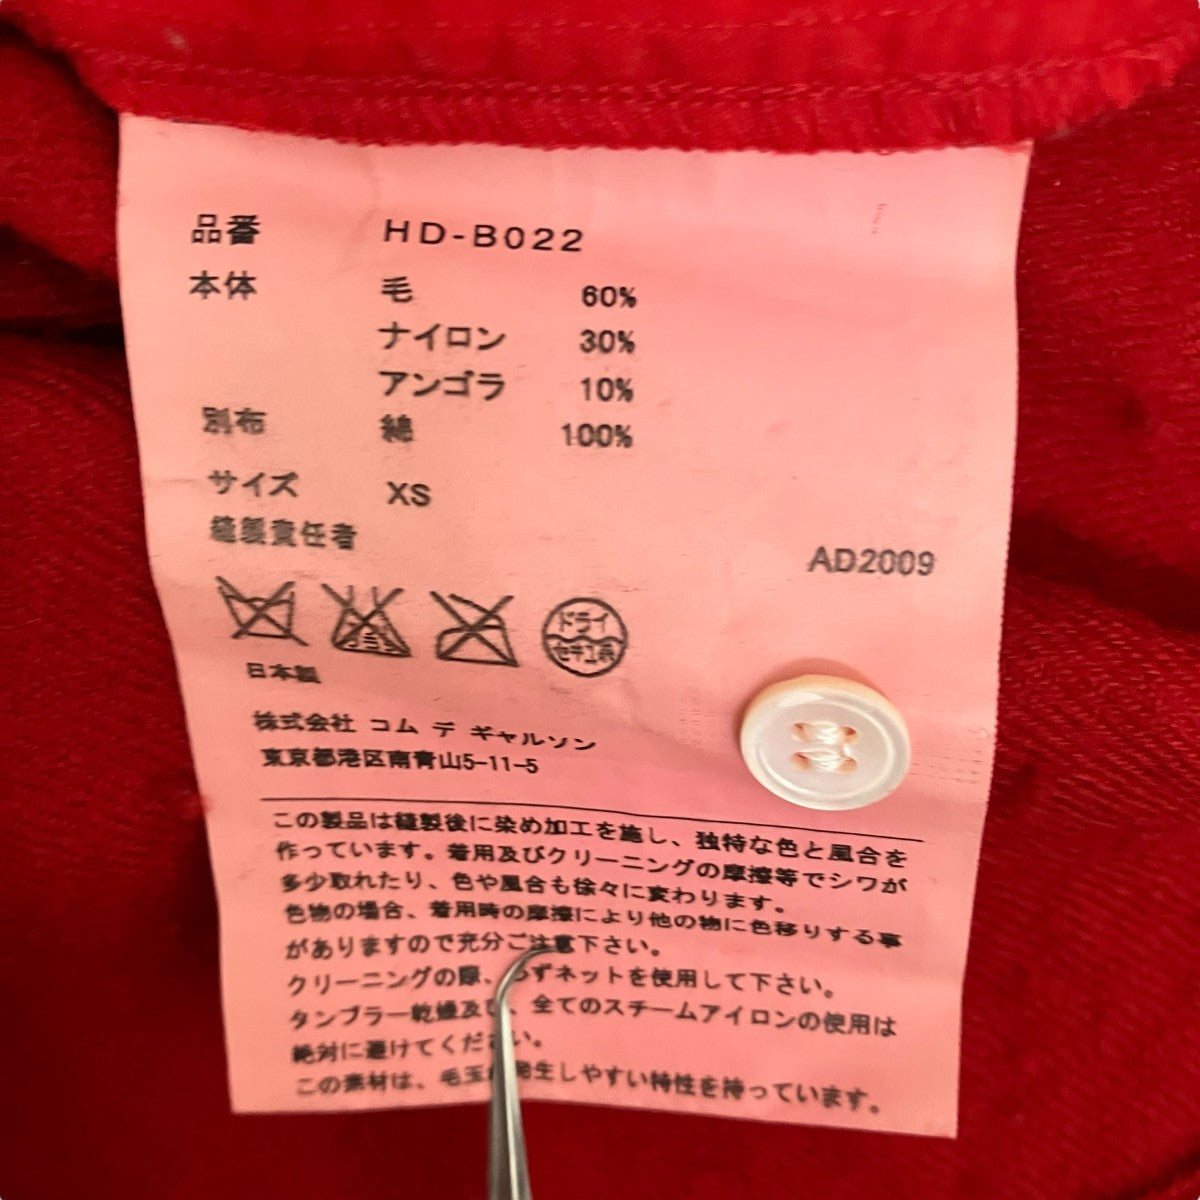 品番 HD-B022
本体 毛 60%
ナイロン 30%
アンゴラ 10%
別布 綿 100%
サイズ XS
縫製責任者
AD2009
ドライ
セキユ系
日本製
株式会社 コム デ ギャルソン
東京都港区南青山5-11-5
この製品は縫製後に染め加工を施し、独特な色と風合を
作っています。着用及びクリーニングの摩擦等でシワが
多少取れたり、色や風合も徐々に変わります。
色物の場合、着用時の摩擦により他の物に色移りする事
がありますので充分ご注意下さい。
クリーニングの際、必ずネットを使用して下さい。
タンブラー乾燥及び、全てのスチームアイロンの使用は
絶対に避けてください。
この素材は、毛玉が発生しやすい特性を持っています。